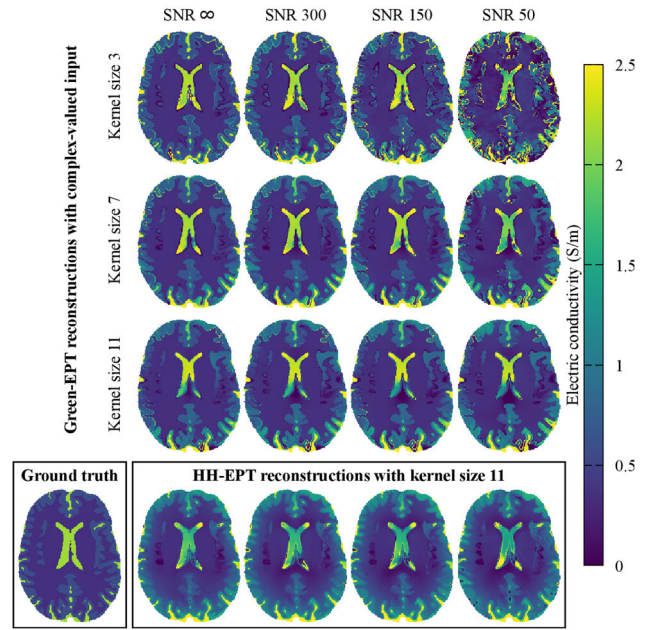 SNR ∞ SNR 300 SNR 150 SNR 50
Green-EPT reconstructions with complex-valued input
Kernel size 3
Kernel size 7
Kernel size 11
2.5
2
1.5
1
0.5
0
Electric conductivity (S/m)
Ground truth
HH-EPT reconstructions with kernel size 11